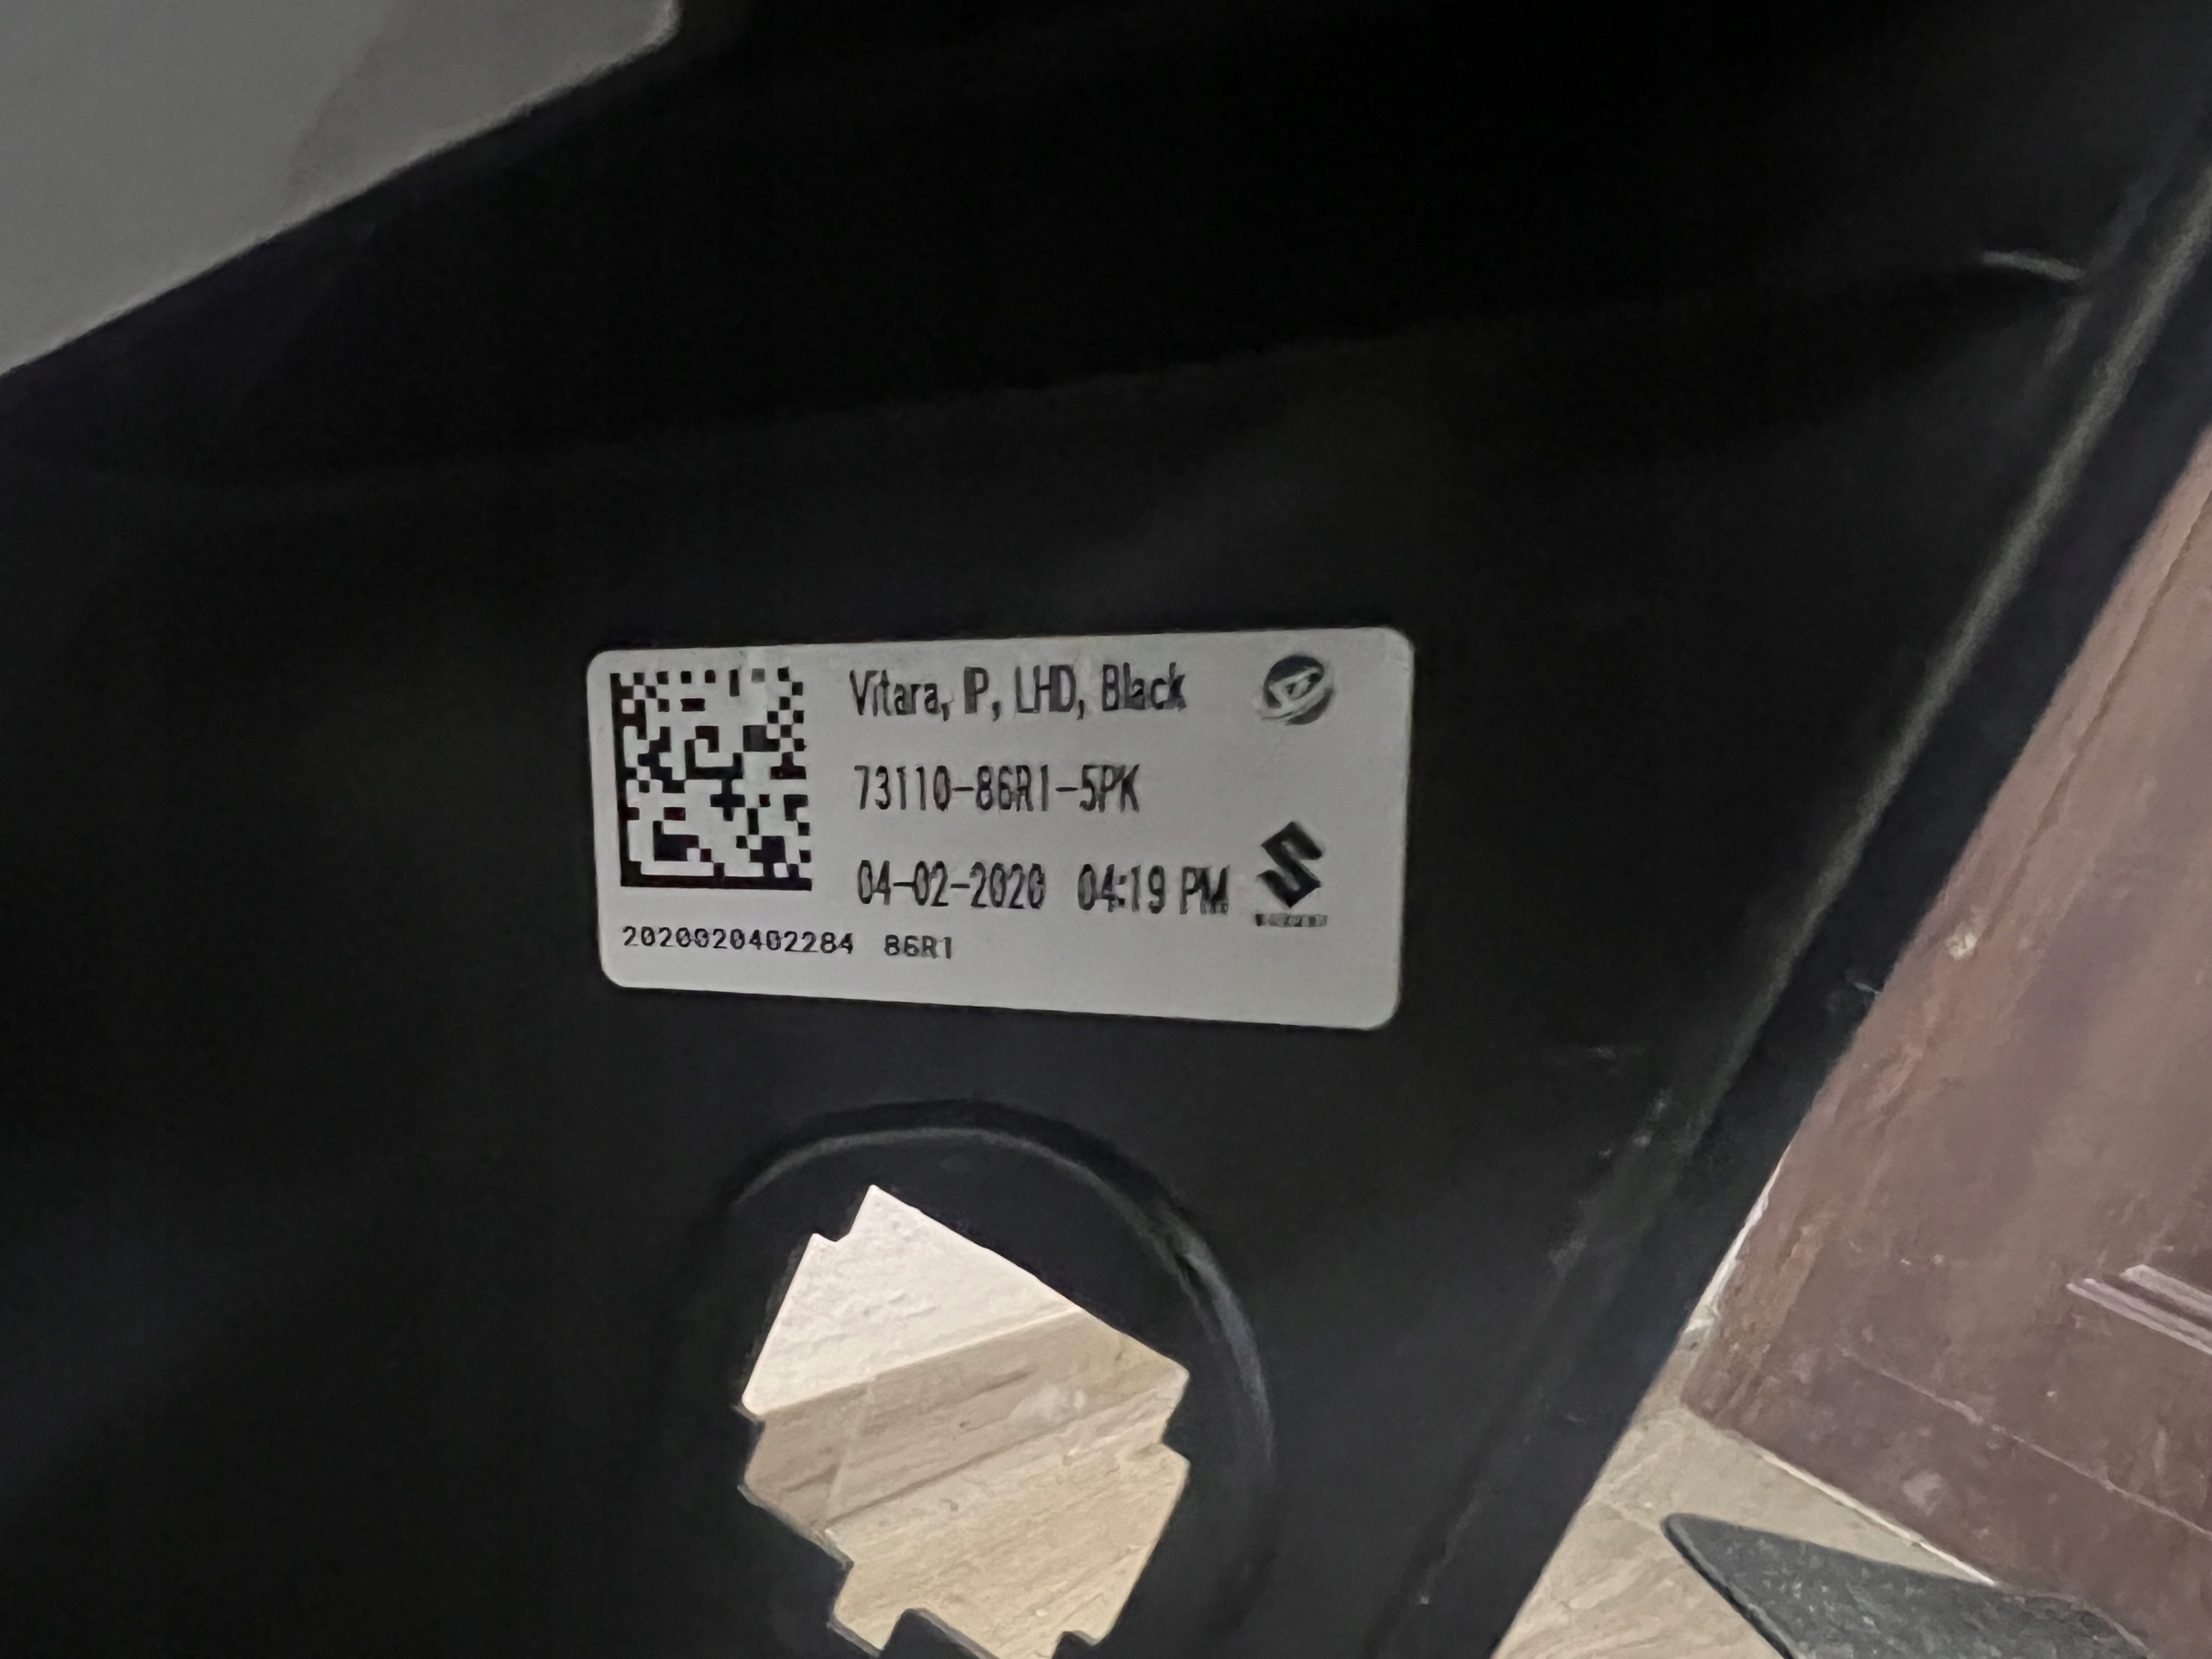 Vitara, IP, LHD, Black
73110-86R1-5PK
04-02-2020 04:19 PM
2020020402284 86R1